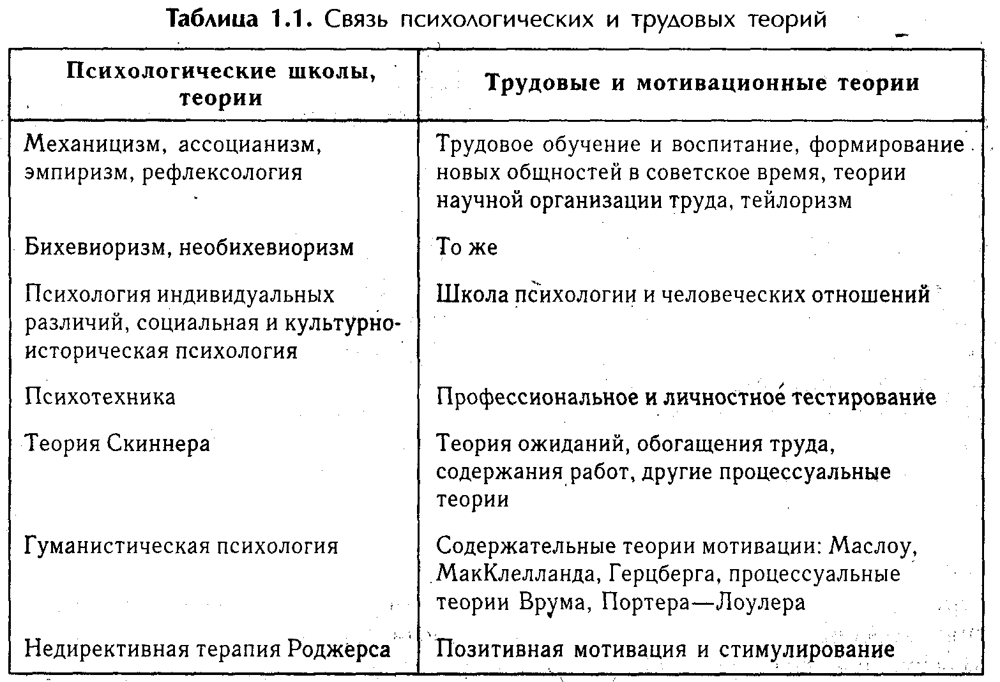 Таблица 1.1. Связь психологических и трудовых теорий
Психологические школы,
теории
Трудовые и мотивационные теории
Механицизм, ассоцианизм,
эмпиризм, рефлексология
Трудовое обучение и воспитание, формирование
новых общностей в советское время, теории
научной организации труда, тейлоризм
Бихевиоризм, необихевиоризм
То же
Психология индивидуальных
различий, социальная и культурно-
историческая психология
Школа психологии и человеческих отношений
Психотехника
Профессиональное и личностное тестирование
Теория Скиннера
Теория ожиданий, обогащения труда,
содержания работ, другие процессуальные
теории
Гуманистическая психология
Содержательные теории мотивации: Маслоу,
МакКлелланда, Герцберга, процессуальные
теории Врума, Портера—Лоулера
Недирективная терапия Роджерса
Позитивная мотивация и стимулирование